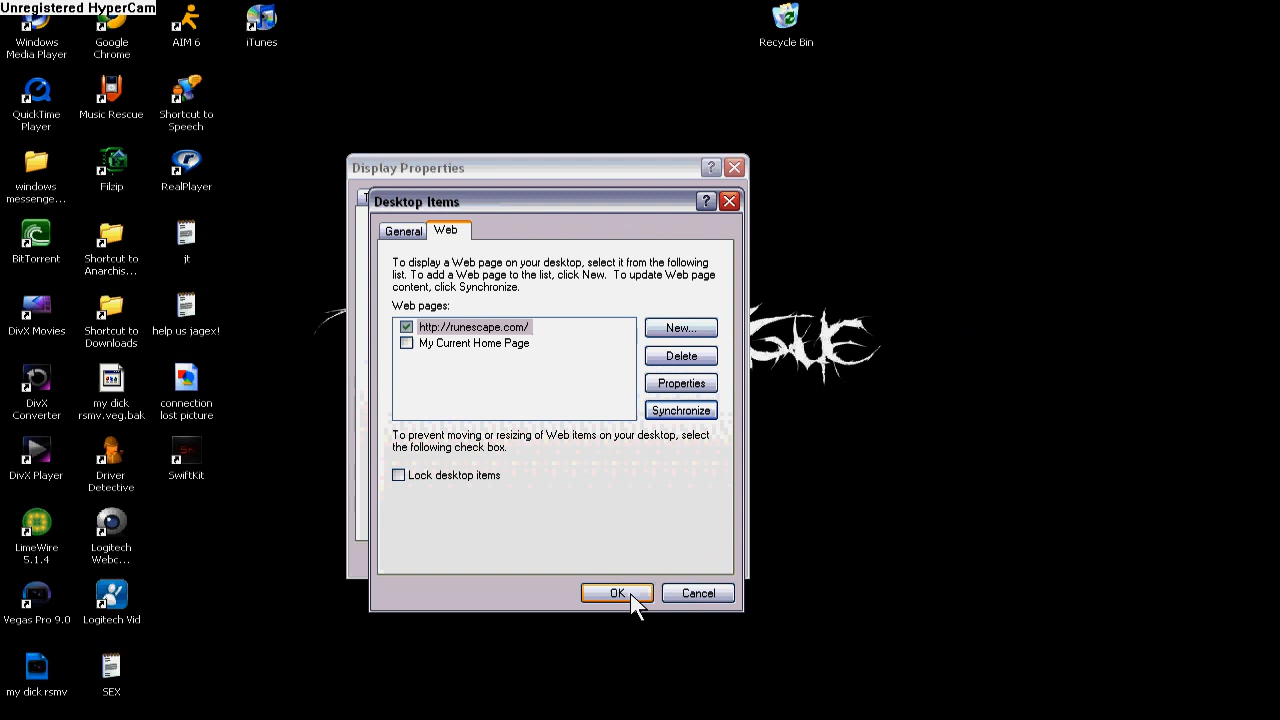 Unregistered HyperCam
Windows
Media Player
Google
Chrome
AIM 6
iTunes
Recycle Bin
QuickTime
Player
Music Rescue
Shortcut to
Speech
windows
messenge...
Filzip
RealPlayer
BitTorrent
Shortcut to
Anarchis...
jt
DivX Movies
Shortcut to
Downloads
help us jagex!
DivX
Converter
my dick
rsmv.veg.bak
connection
lost picture
DivX Player
Driver
Detective
SwiftKit
LimeWire
5.1.4
Logitech
Webc...
Vegas Pro 9.0
Logitech Vid
my dick rsmv
SEX
Display Properties
Desktop Items
General
Web
To display a Web page on your desktop, select it from the following
list. To add a Web page to the list, click New. To update Web page
content, click Synchronize.
Web pages:
http://runescape.com/
My Current Home Page
New...
Delete
Properties
Synchronize
To prevent moving or resizing of Web items on your desktop, select
the following check box.
Lock desktop items
OK
Cancel